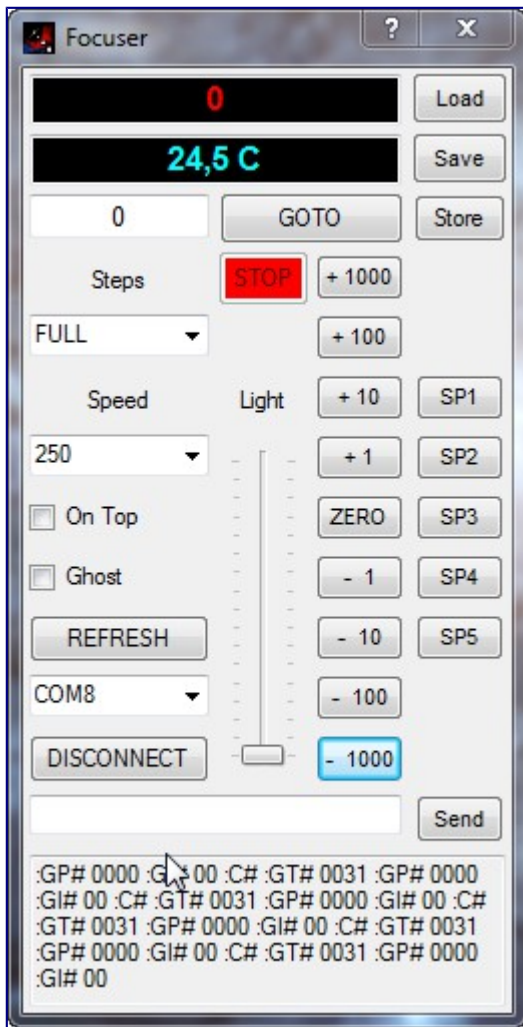 Focuser ? X
0 Load
24,5 C Save
0 GOTO Store
Steps STOP + 1000
FULL + 100
Speed Light + 10 SP1
250 + 1 SP2
On Top ZERO SP3
Ghost - 1 SP4
REFRESH - 10 SP5
COM8 - 100
DISCONNECT - 1000
Send
:GP# 0000 :GI# 00 :C# :GT# 0031 :GP# 0000
:GI# 00 :C# :GT# 0031 :GP# 0000 :GI# 00 :C#
:GT# 0031 :GP# 0000 :GI# 00 :C# :GT# 0031
:GP# 0000 :GI# 00 :C# :GT# 0031 :GP# 0000
:GI# 00